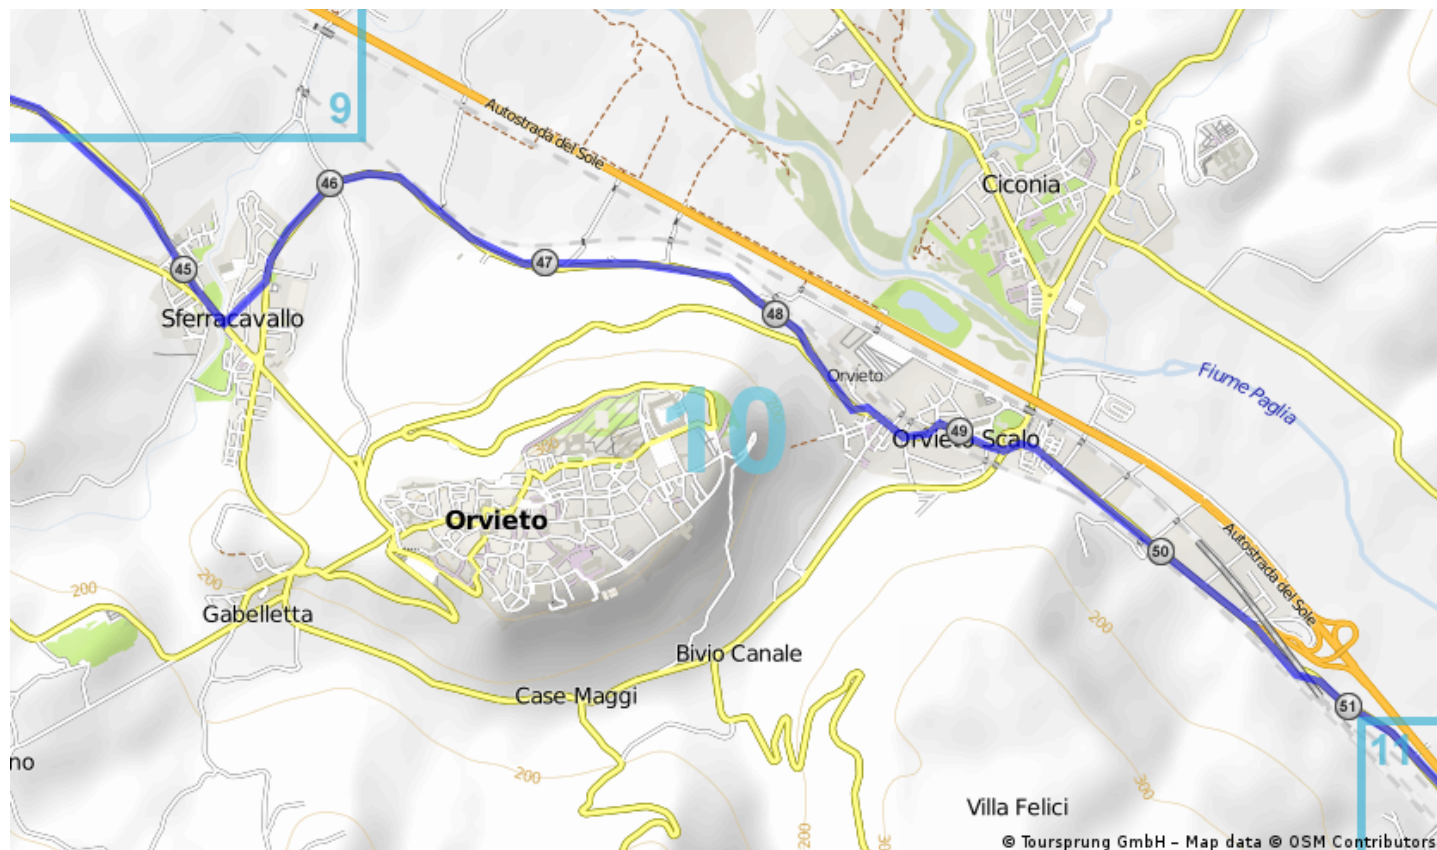 9
Autostrada del Sole
46
Ciconia
45
47
Sferracavallo
48
Orvieto
Fiume Paglia
10
49
Orvieto Scalo
300
Orvieto
50
200
200
Gabelletta
Autostrada del Sole
200
Bivio Canale
Case Maggi
51
11
no
200
300
Villa Felici
200
© Toursprung GmbH – Map data © OSM Contributors